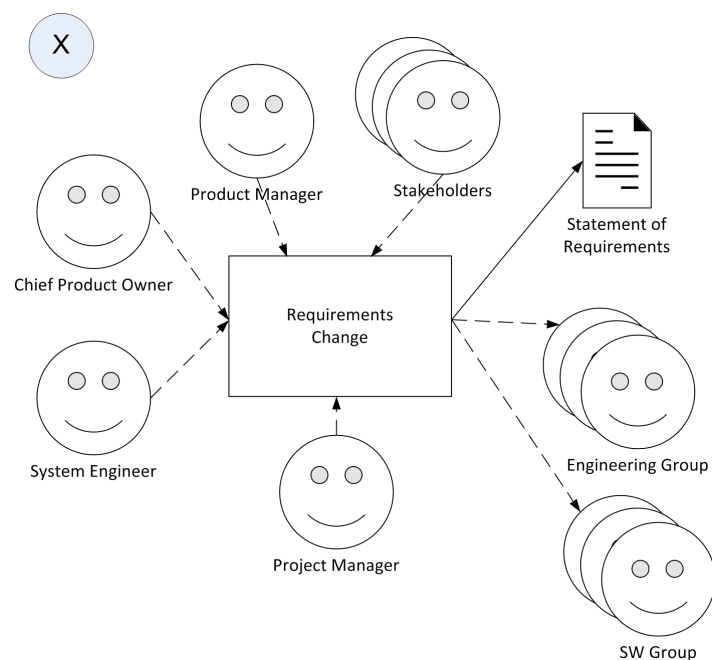 X
Product Manager
Stakeholders
Statement of
Requirements
Chief Product Owner
Requirements
Change
System Engineer
Engineering Group
Project Manager
SW Group